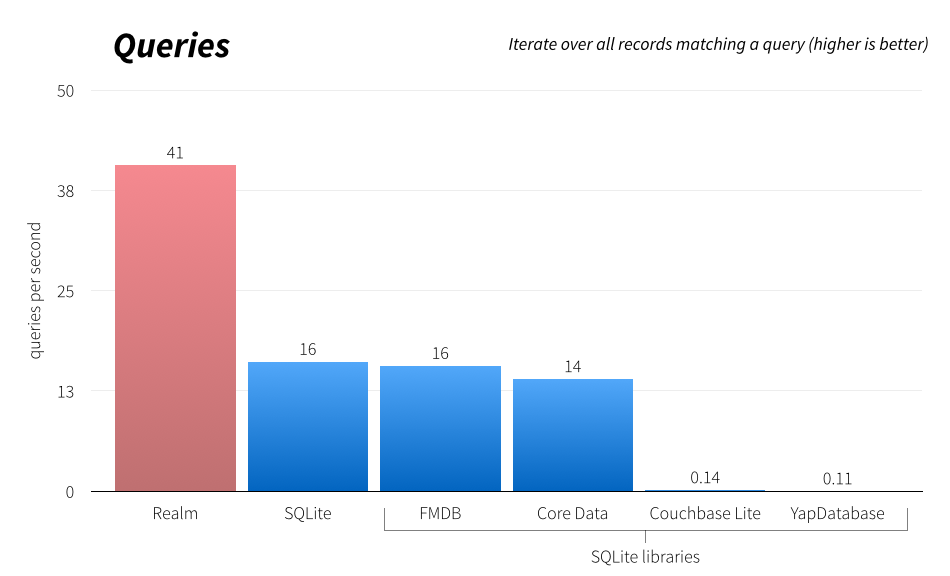 Queries
Iterate over all records matching a query (higher is better)
50
38
25
13
0
queries per second
41
16
16
14
0.14
0.11
Realm
SQLite
FMDB
Core Data
Couchbase Lite
YapDatabase
SQLite libraries